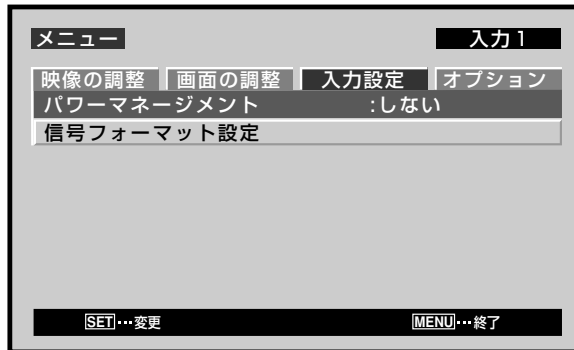 メニュー 入力1
映像の調整 画面の調整 入力設定 オプション
パワーマネージメント :しない
信号フォーマット設定
SET…変更 MENU…終了